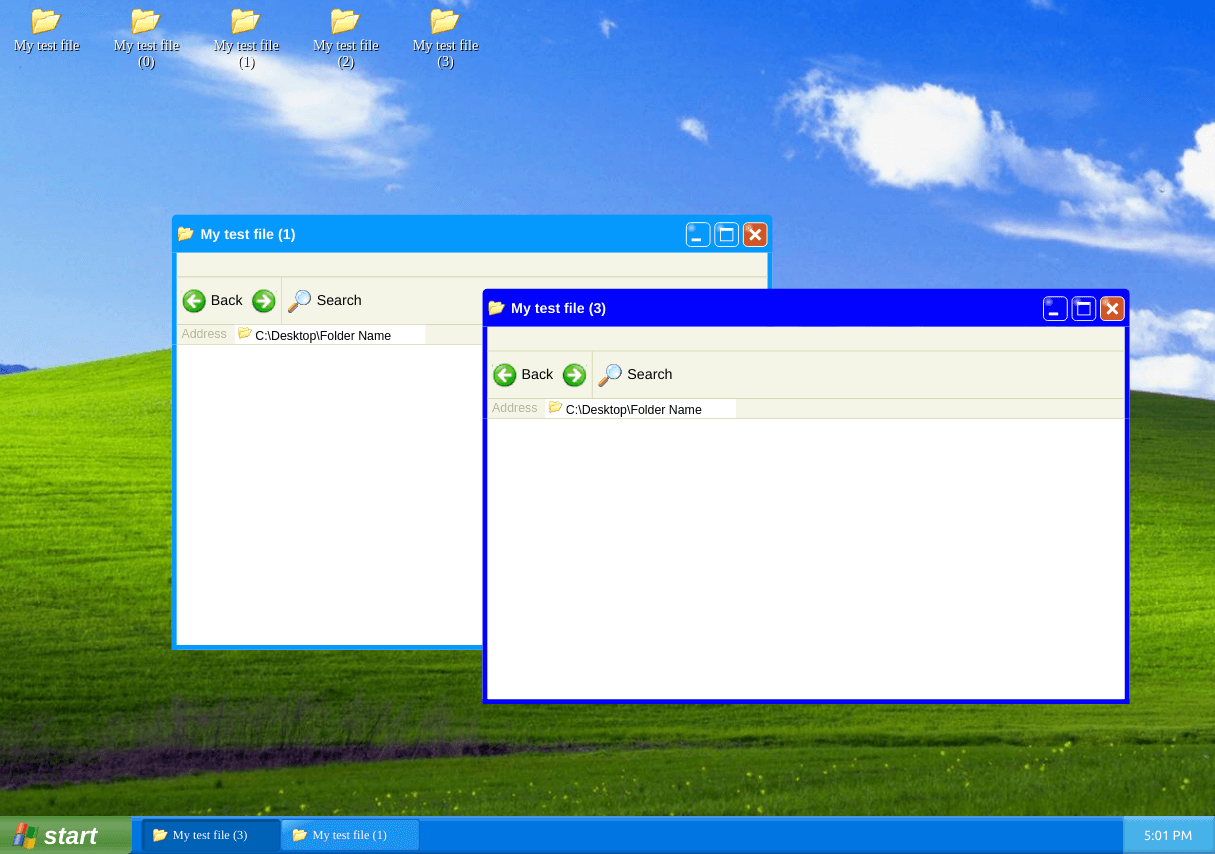 My test file
My test file
(0)
My test file
(1)
My test file
(2)
My test file
(3)
My test file (1)
Back
Search
Address
C:\Desktop\Folder Name
My test file (3)
Back
Search
Address
C:\Desktop\Folder Name
start
My test file (3)
My test file (1)
5:01 PM